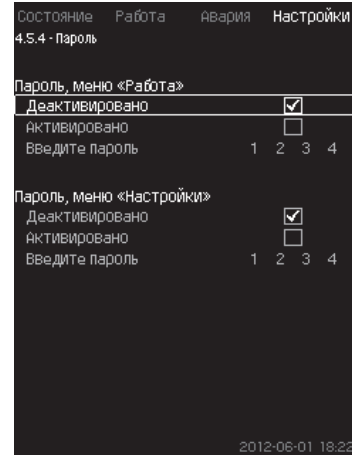 Состояние Работа Авария Настройки
4.5.4 - Пароль
Пароль, меню «Работа»
Деактивировано
Активировано
Введите пароль 1 2 3 4
Пароль, меню «Настройки»
Деактивировано
Активировано
Введите пароль 1 2 3 4
2012-06-01 18:22